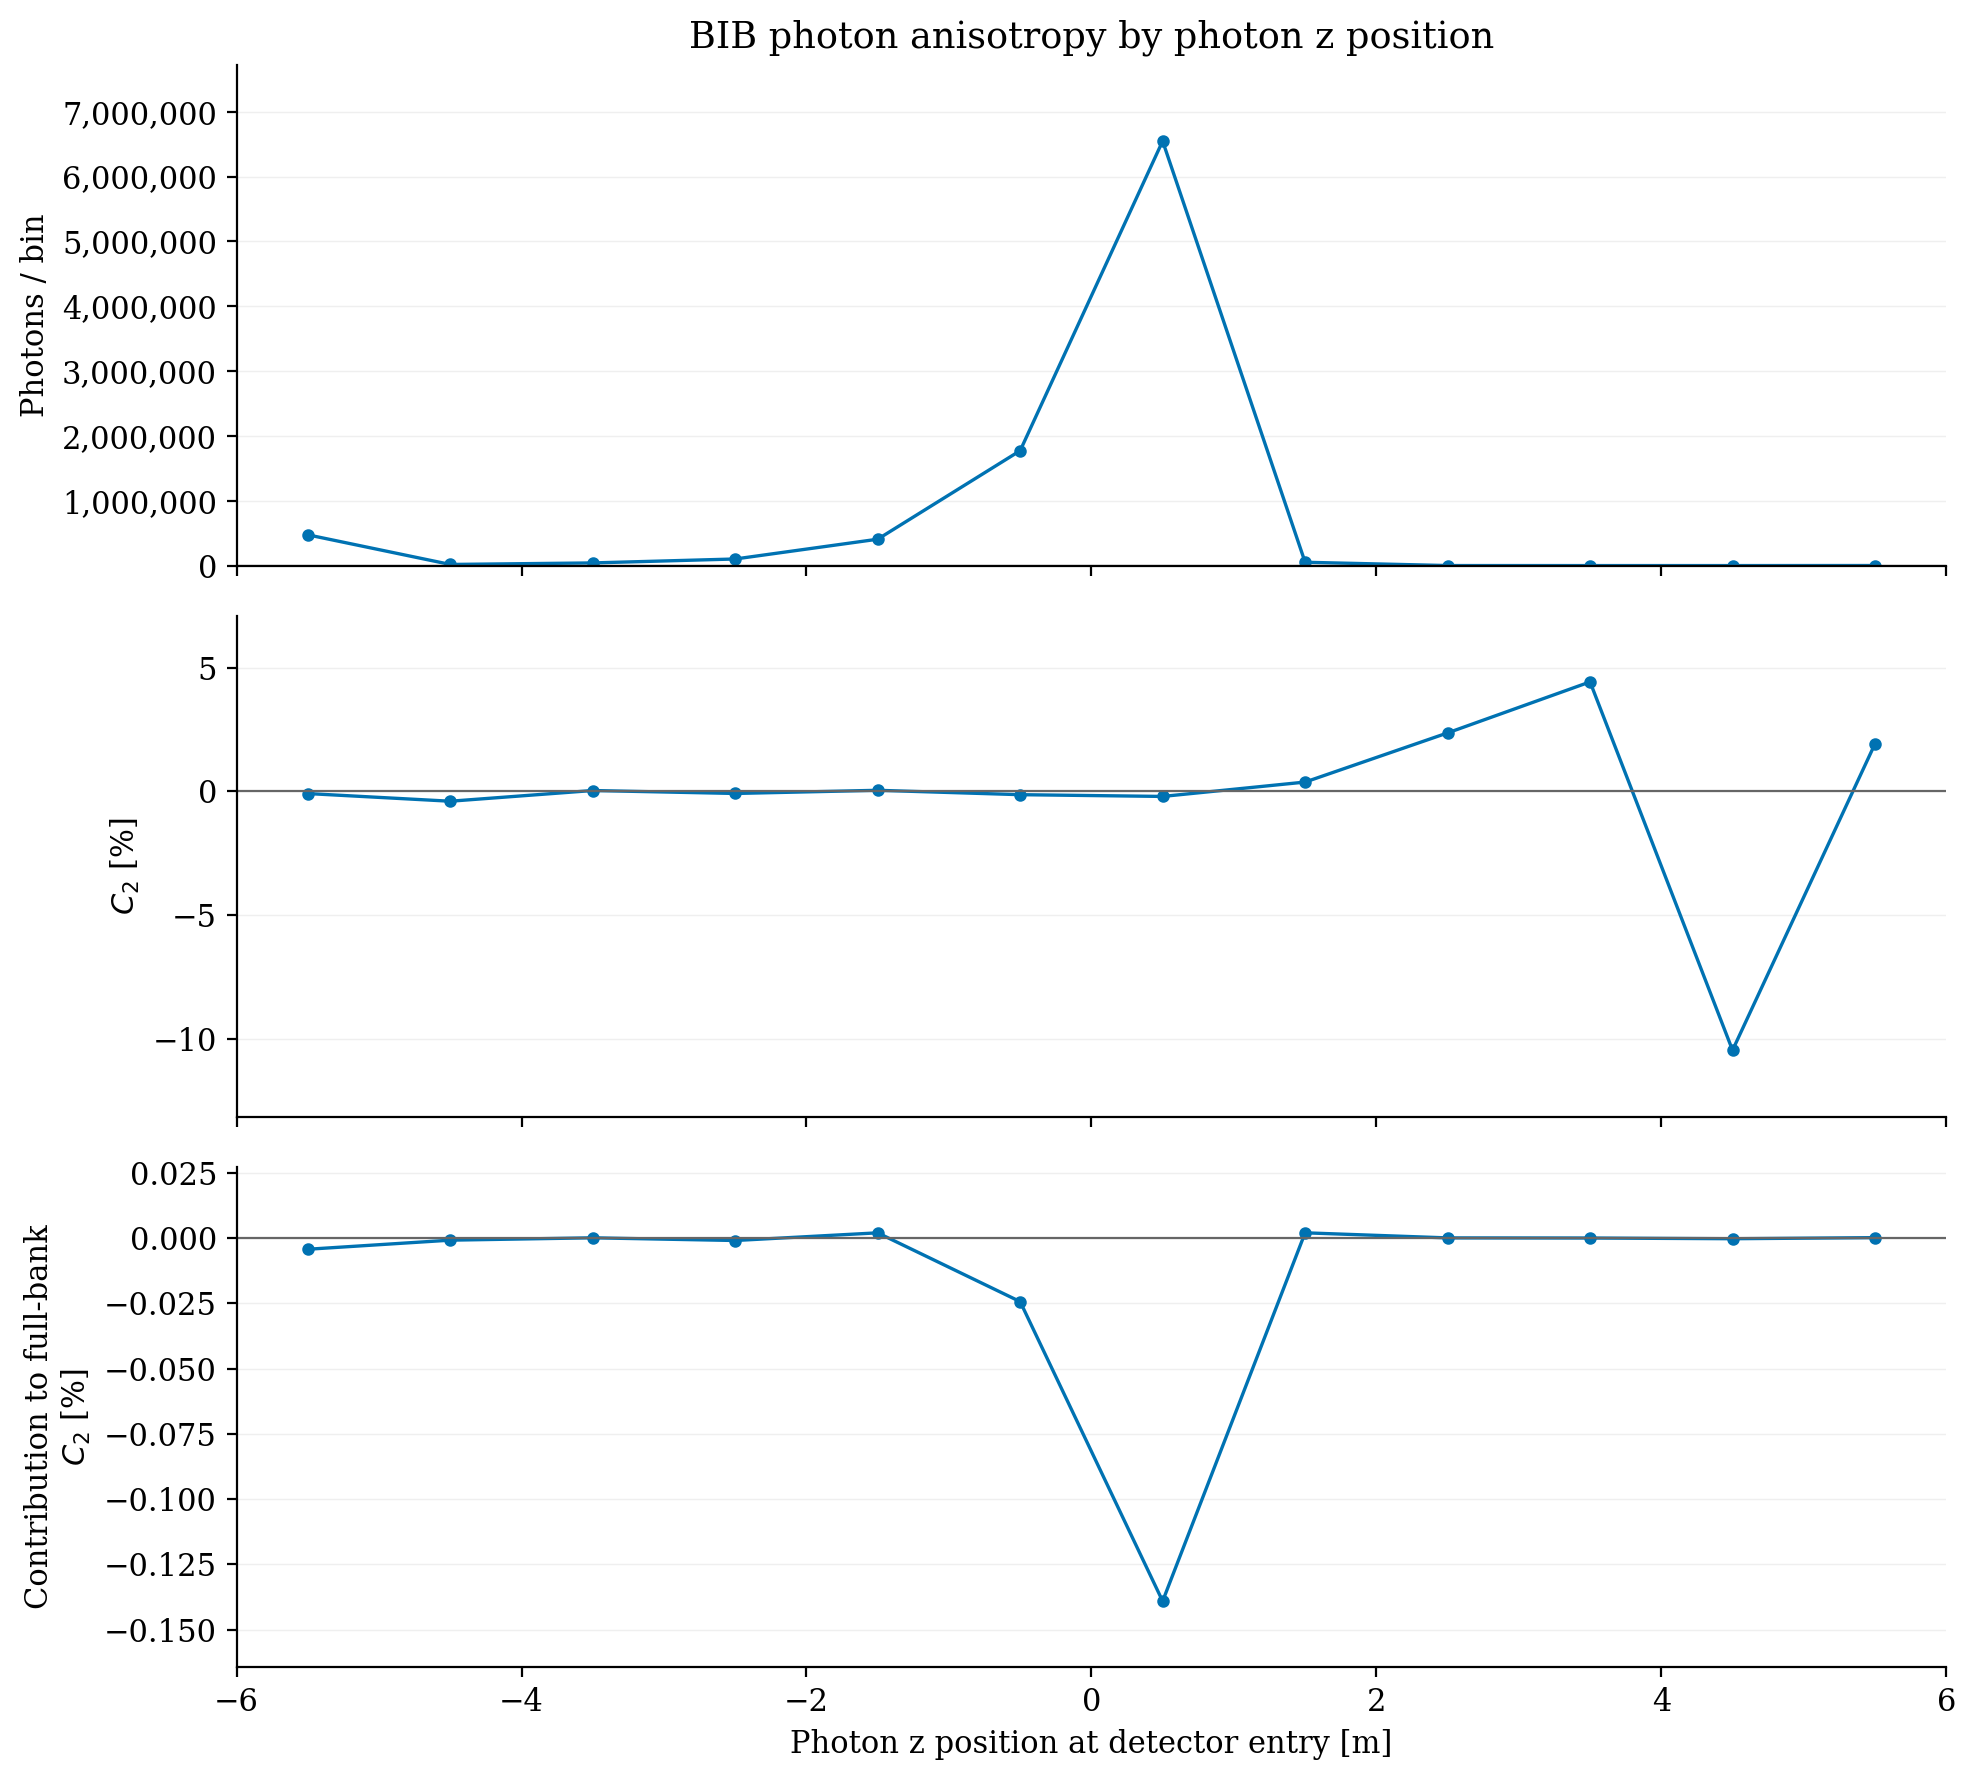 BIB photon anisotropy by photon z position
Photons / bin
7,000,000
6,000,000
5,000,000
4,000,000
3,000,000
2,000,000
1,000,000
0
C2 [%]
5
0
−5
−10
Contribution to full-bank
C2 [%]
0.025
0.000
−0.025
−0.050
−0.075
−0.100
−0.125
−0.150
−6 −4 −2 0 2 4 6
Photon z position at detector entry [m]